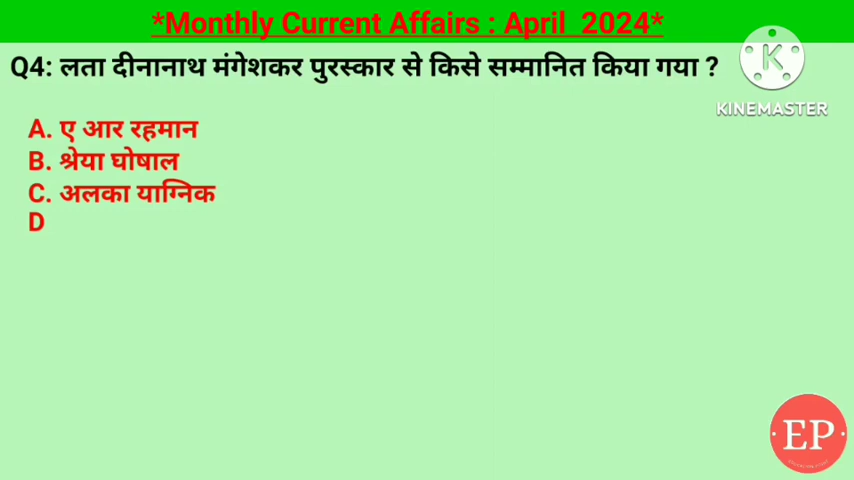 *Monthly Current Affairs : April 2024*
Q4: लता दीनानाथ मंगेशकर पुरस्कार से किसे सम्मानित किया गया ?
K
KINEMASTER
A. ए आर रहमान
B. श्रेया घोषाल
C. अलका याग्निक
D
EP